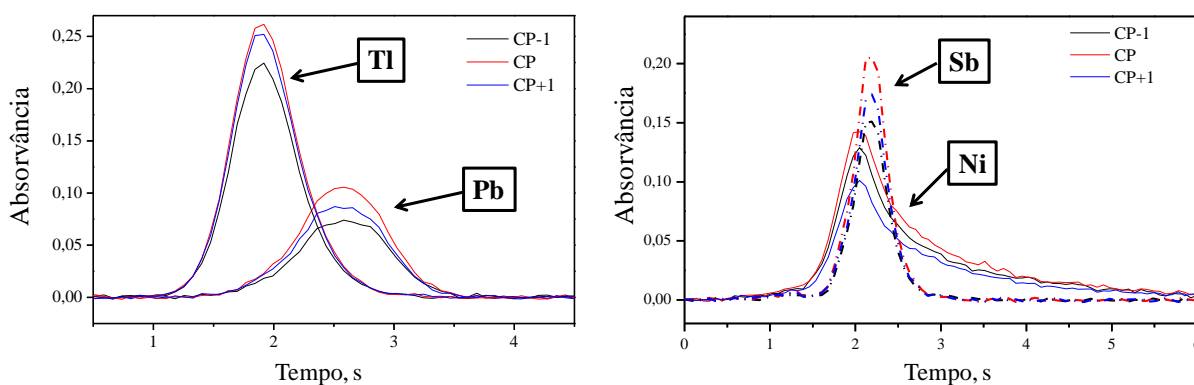 0,25
0,20
0,15
0,10
0,05
0,00
Absorvância
Tl
Pb
CP-1
CP
CP+1
1
2
3
4
Tempo, s
0,20
0,15
0,10
0,05
0,00
Absorvância
Sb
Ni
CP-1
CP
CP+1
0
1
2
3
4
5
6
Tempo, s